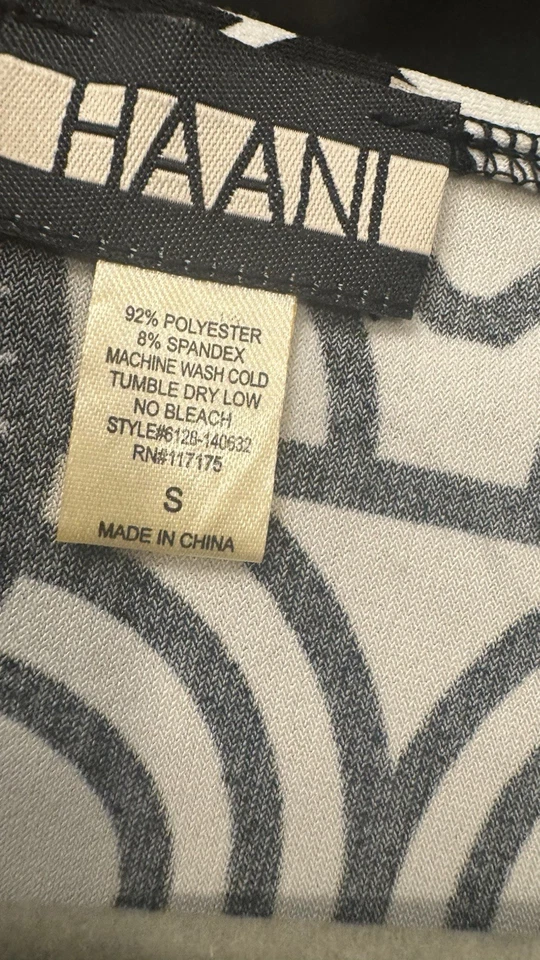 HAANI
92% POLYESTER
8% SPANDEX
MACHINE WASH COLD
TUMBLE DRY LOW
NO BLEACH
STYLE#6128-140632
RN#117175
S
MADE IN CHINA